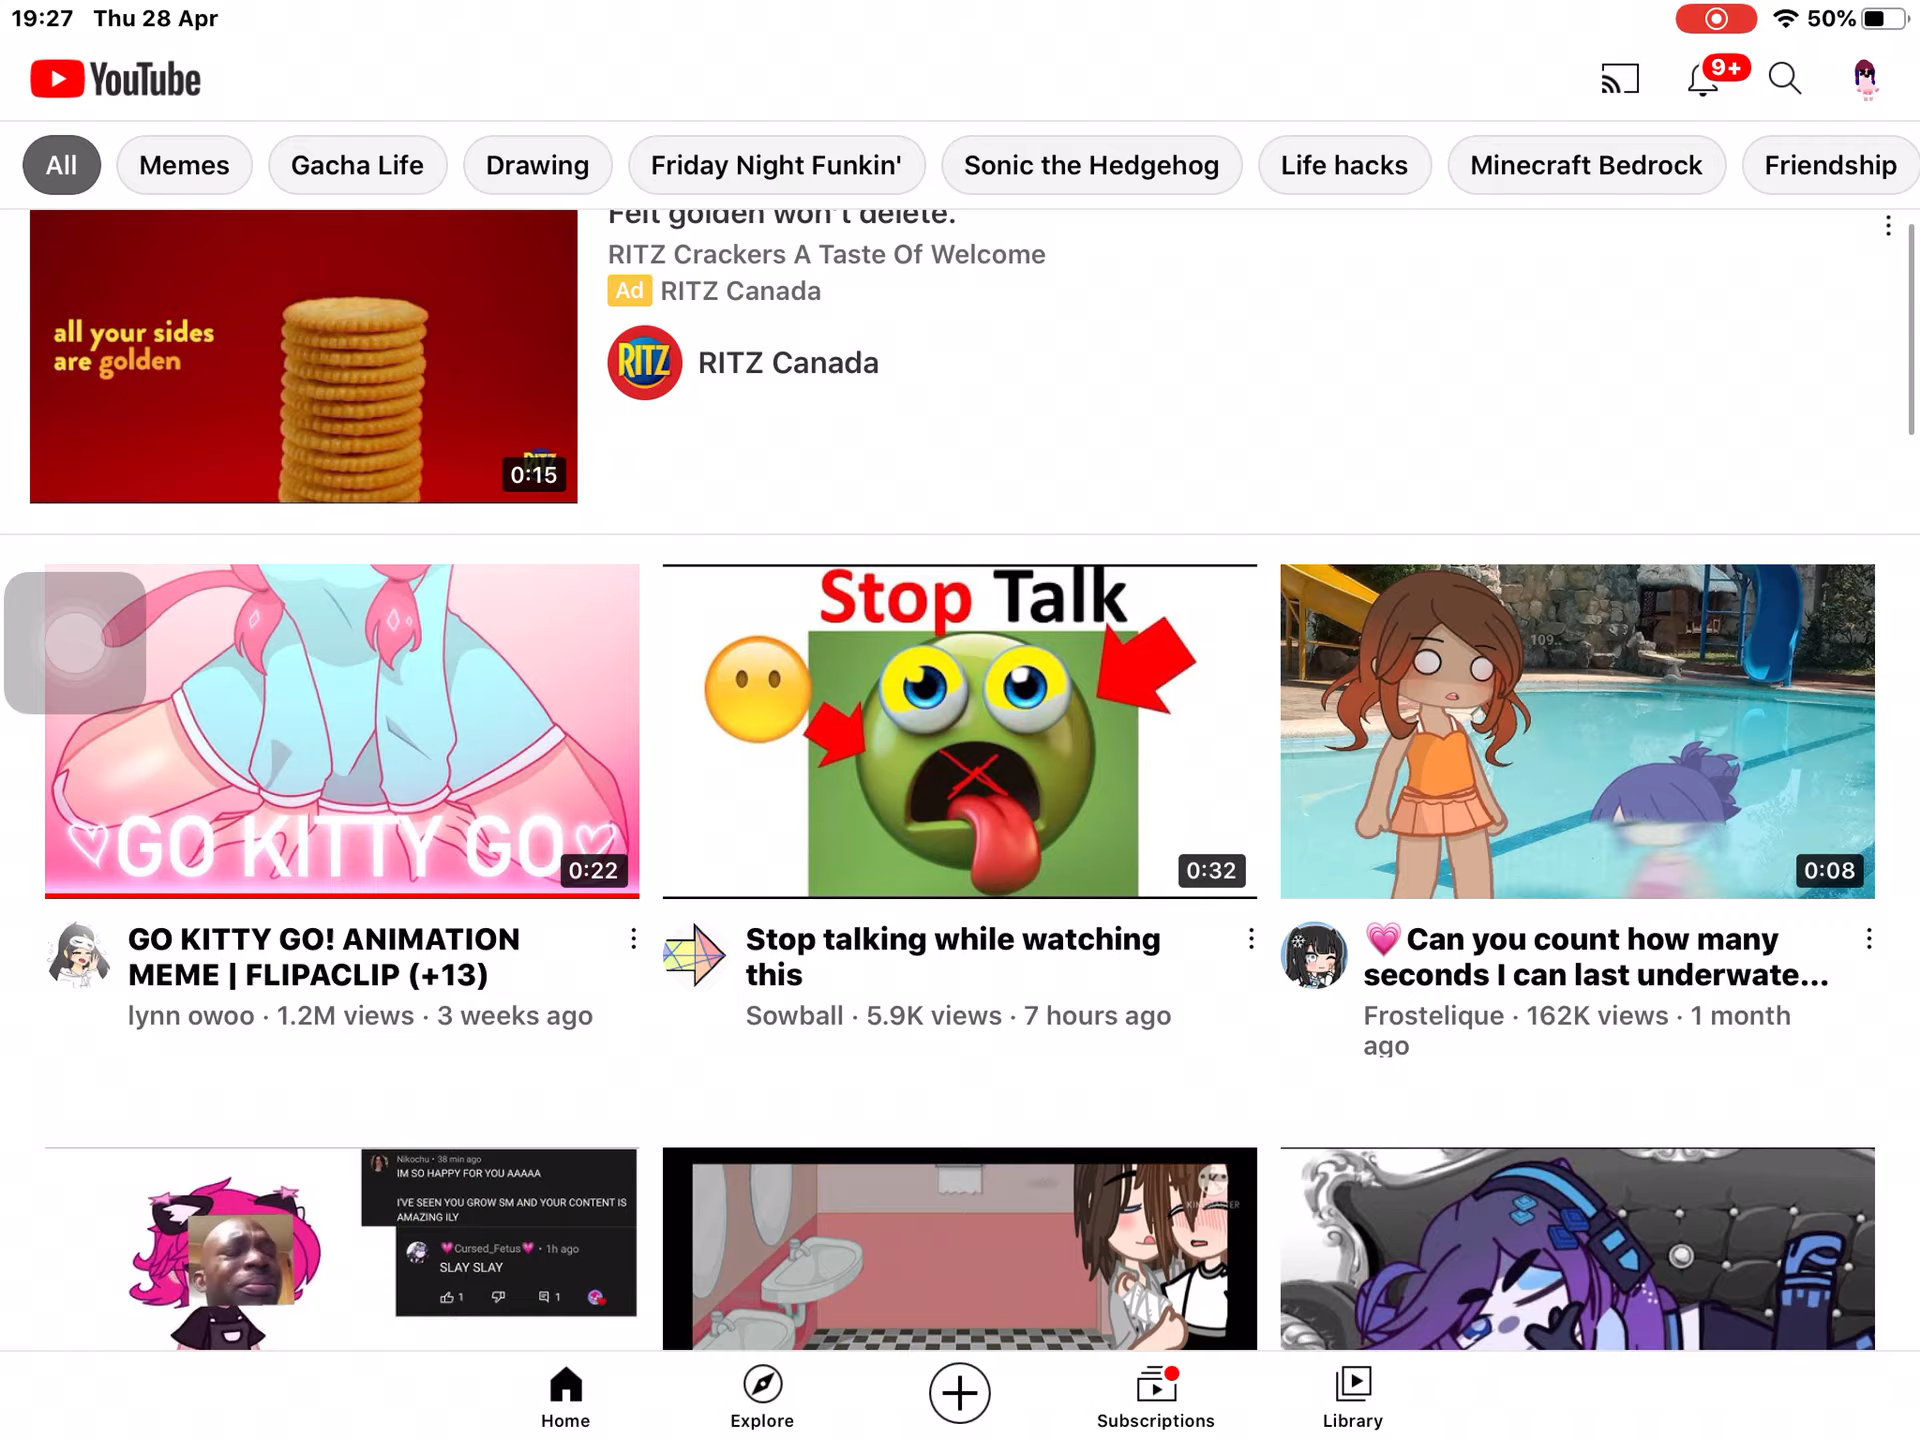 19:27 Thu 28 Apr
50%
YouTube
9+
All
Memes
Gacha Life
Drawing
Friday Night Funkin'
Sonic the Hedgehog
Life hacks
Minecraft Bedrock
Friendship
Felt golden won't delete.
RITZ Crackers A Taste Of Welcome
Ad RITZ Canada
RITZ
RITZ Canada
all your sides
are golden
RITZ
0:15
GO KITTY GO
0:22
Stop Talk
0:32
109
0:08
GO KITTY GO! ANIMATION
MEME | FLIPACLIP (+13)
lynn owoo · 1.2M views · 3 weeks ago
Stop talking while watching
this
Sowball · 5.9K views · 7 hours ago
💗Can you count how many
seconds I can last underwate...
Frostelique · 162K views · 1 month
ago
Nikochu · 38 min ago
IM SO HAPPY FOR YOU AAAAA
I'VE SEEN YOU GROW SM AND YOUR CONTENT IS
AMAZING ILY
💗Cursed_Fetus💗 · 1h ago
SLAY SLAY
1
1
Home
Explore
Subscriptions
Library